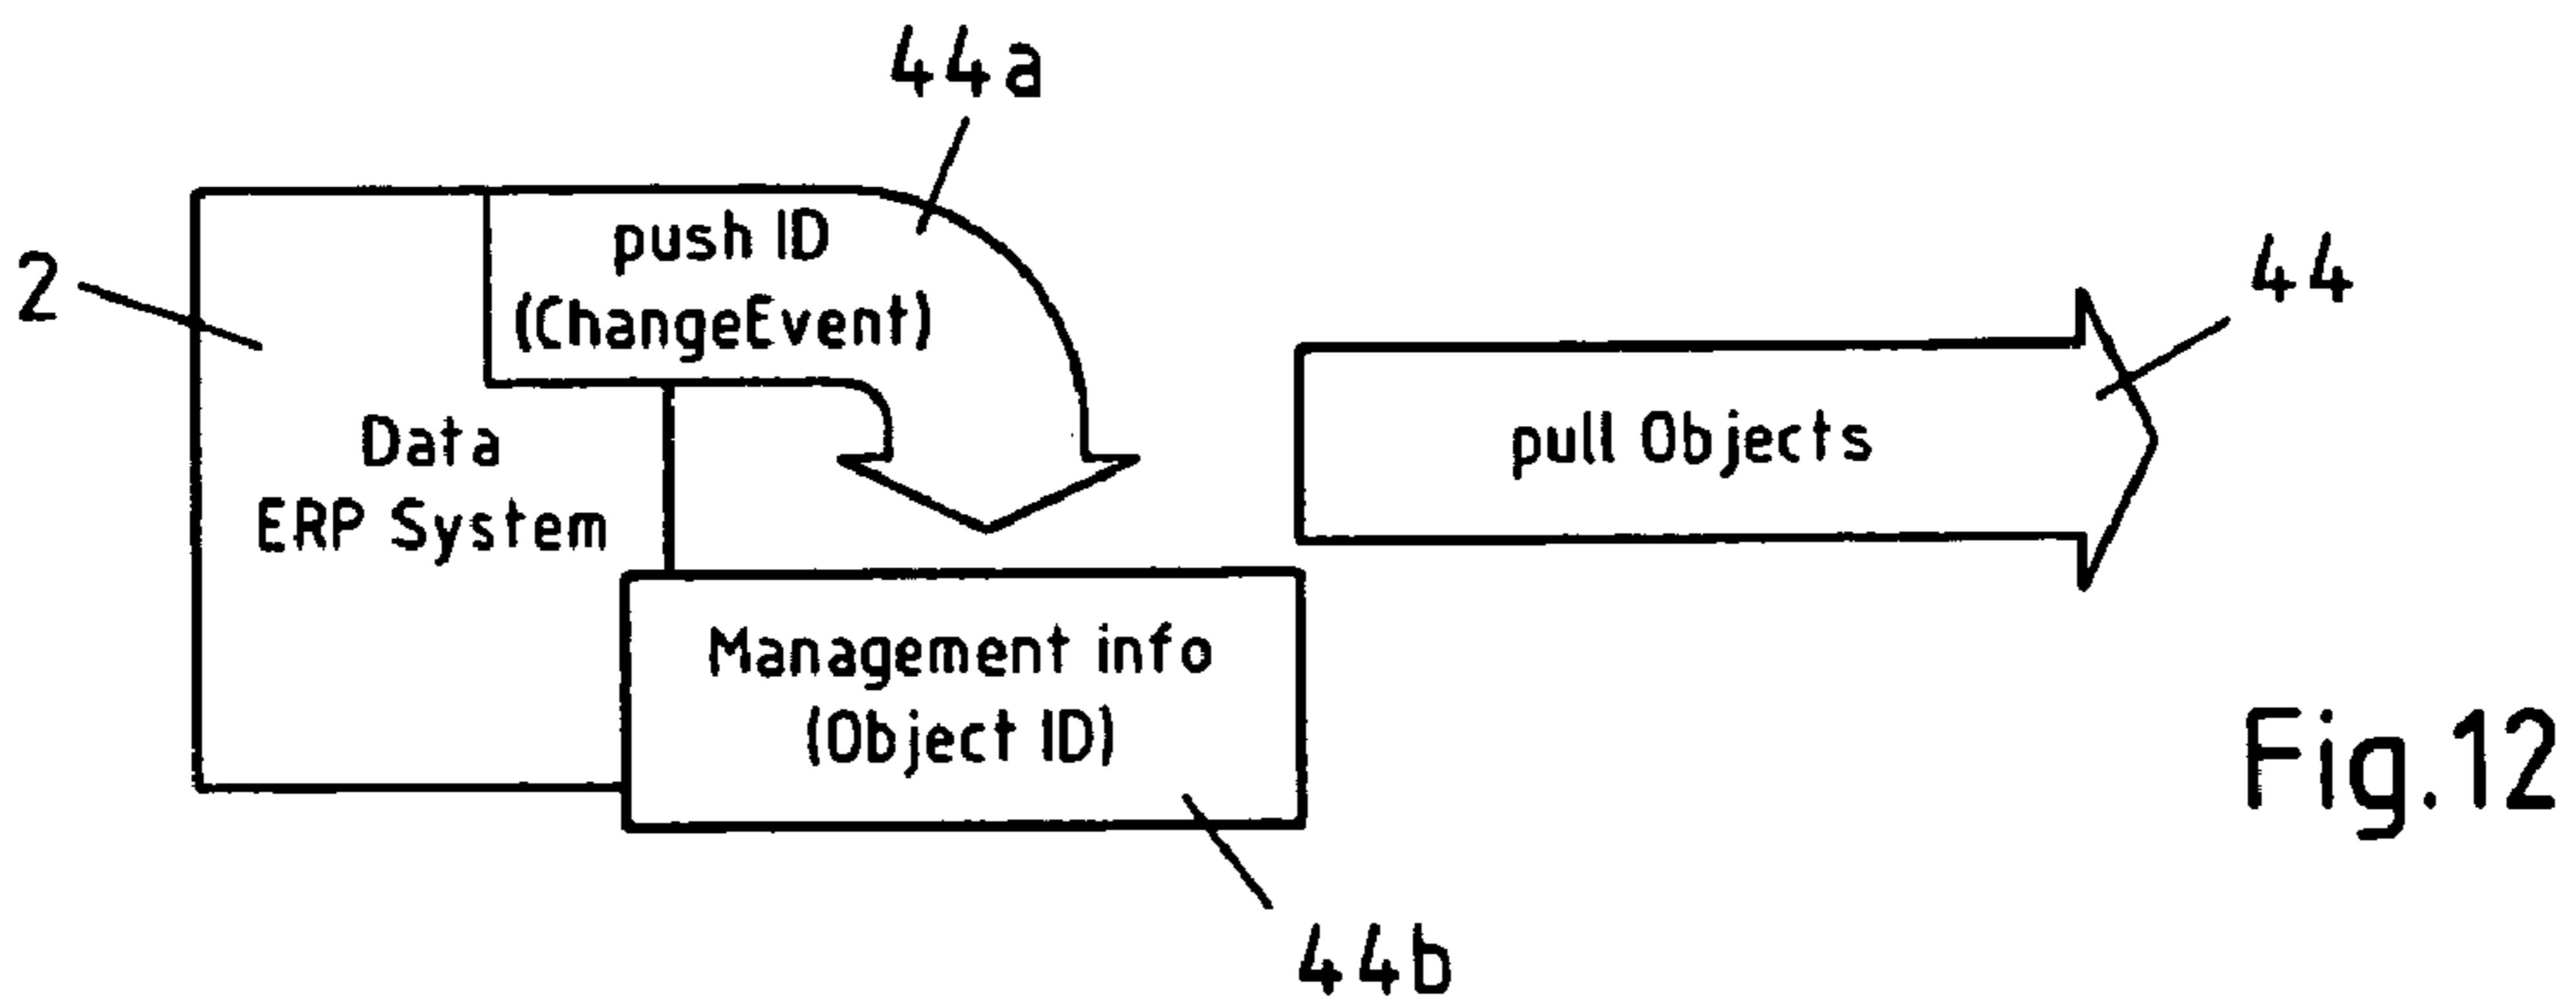 44a
push ID
(ChangeEvent)
2
44
Data
ERP System
pull Objects
Management info
(Object ID)
Fig.12
44b